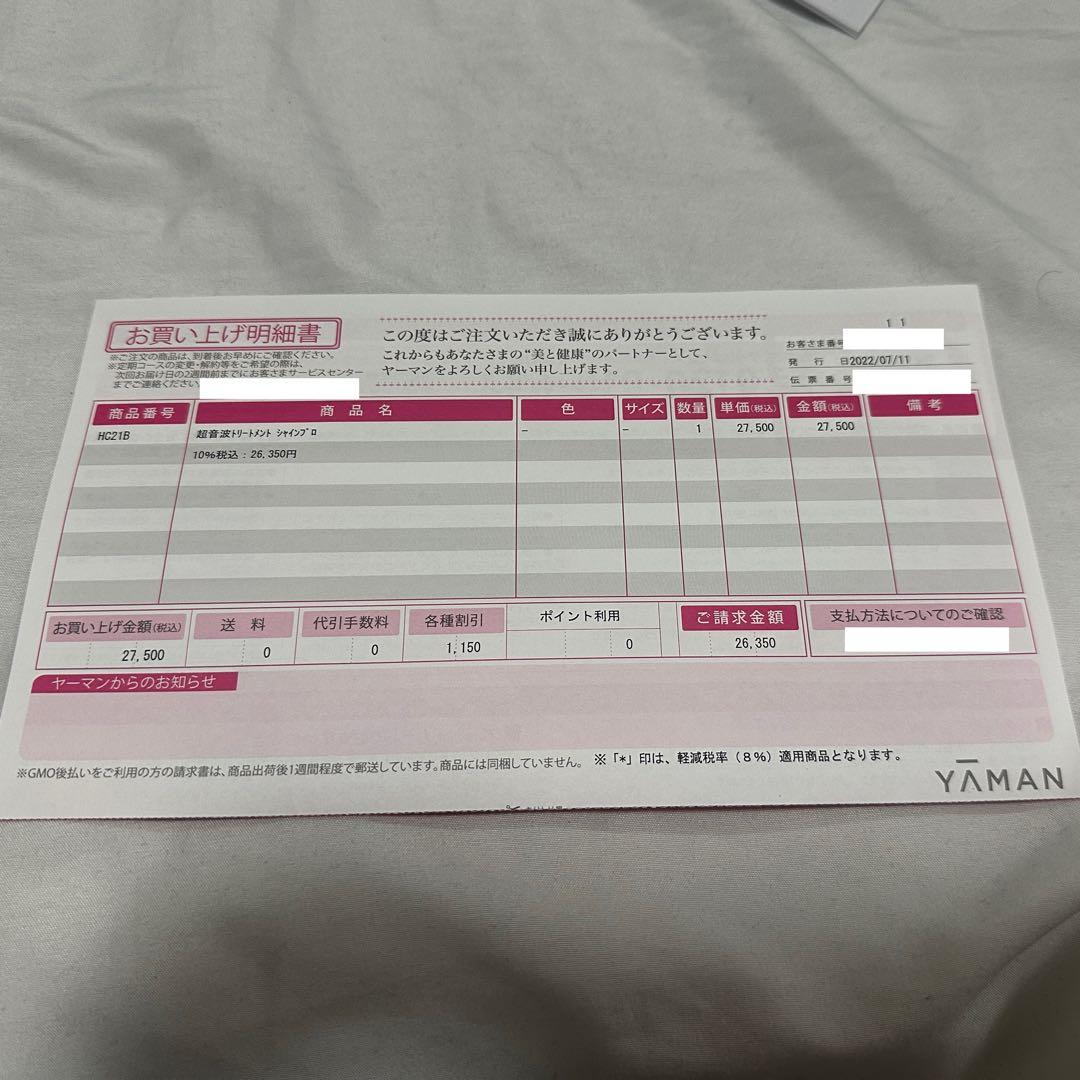 お買い上げ明細書
※ご注文の商品は、到着後お早めにご確認ください。
※定期コースの変更・解約等をご希望の際は、
次回お届け日の2週間前までにお客さまサービスセンター
までご連絡ください。
この度はご注文いただき誠にありがとうございます。
これからもあなたさまの“美と健康”のパートナーとして、
ヤーマンをよろしくお願い申し上げます。
お客さま番号
発行日2022/07/11
伝票番号
商品番号 商品名 色 サイズ 数量 単価(税込) 金額(税込) 備考
HC21B 超音波ﾄﾘｰﾄﾒﾝﾄ ｼｬｲﾝﾌﾟﾛ - - 1 27,500 27,500
10%税込：26,350円
お買い上げ金額(税込) 送料 代引手数料 各種割引 ポイント利用 ご請求金額 支払方法についてのご確認
27,500 0 0 1,150 0 26,350
ヤーマンからのお知らせ
※GMO後払いをご利用の方の請求書は、商品出荷後1週間程度で郵送しています。商品には同梱していません。 ※「*」印は、軽減税率（8%）適用商品となります。
YĀMAN